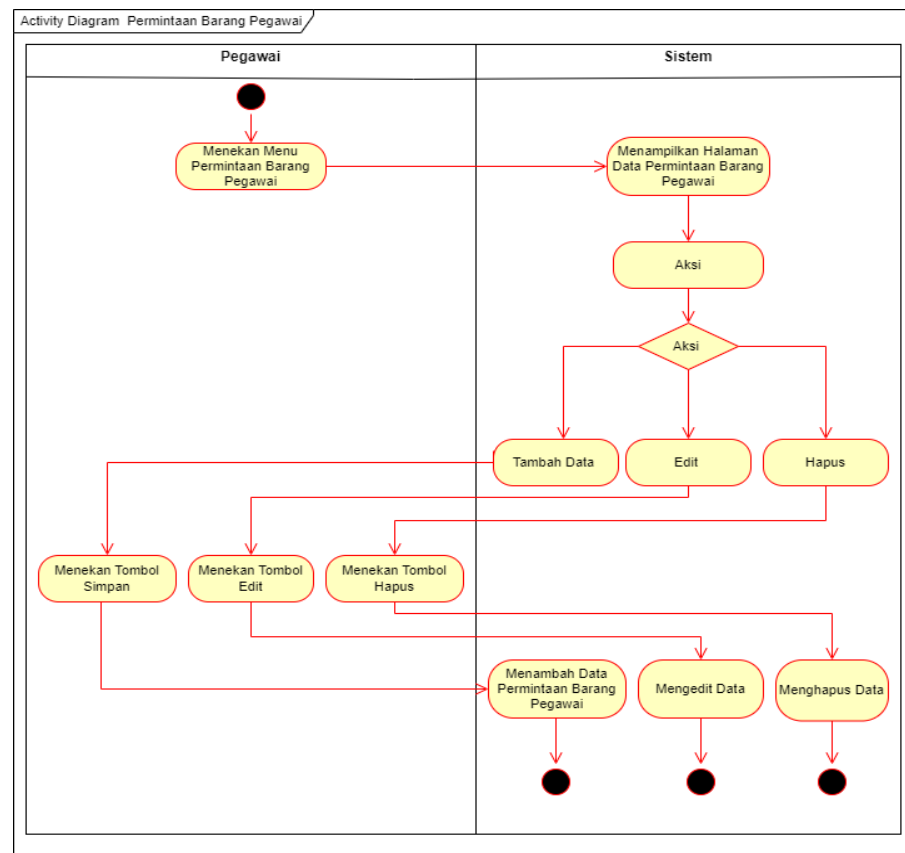 Activity Diagram  Permintaan Barang Pegawai
Pegawai
Sistem
Menekan Menu
Permintaan Barang
Pegawai
Menampilkan Halaman
Data Permintaan Barang
Pegawai
Aksi
Aksi
Tambah Data
Edit
Hapus
Menekan Tombol
Simpan
Menekan Tombol
Edit
Menekan Tombol
Hapus
Menambah Data
Permintaan Barang
Pegawai
Mengedit Data
Menghapus Data